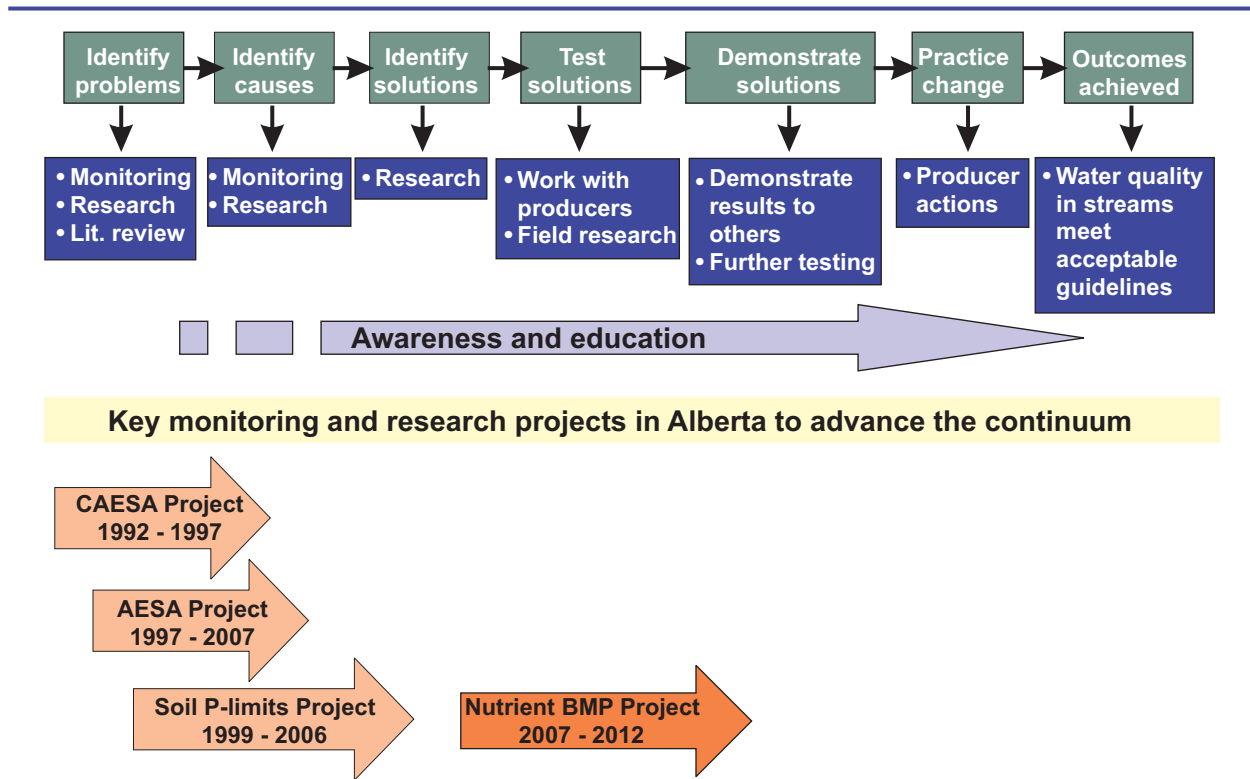 Identify
problems
Identify
causes
Identify
solutions
Test
solutions
Demonstrate
solutions
Practice
change
Outcomes
achieved
• Monitoring
• Research
• Lit. review
• Monitoring
• Research
• Research
• Work with
producers
• Field research
• Demonstrate
results to
others
• Further testing
• Producer
actions
• Water quality
in streams
meet
acceptable
guidelines
Awareness and education
Key monitoring and research projects in Alberta to advance the continuum
CAESA Project
1992 - 1997
AESA Project
1997 - 2007
Soil P-limits Project
1999 - 2006
Nutrient BMP Project
2007 - 2012